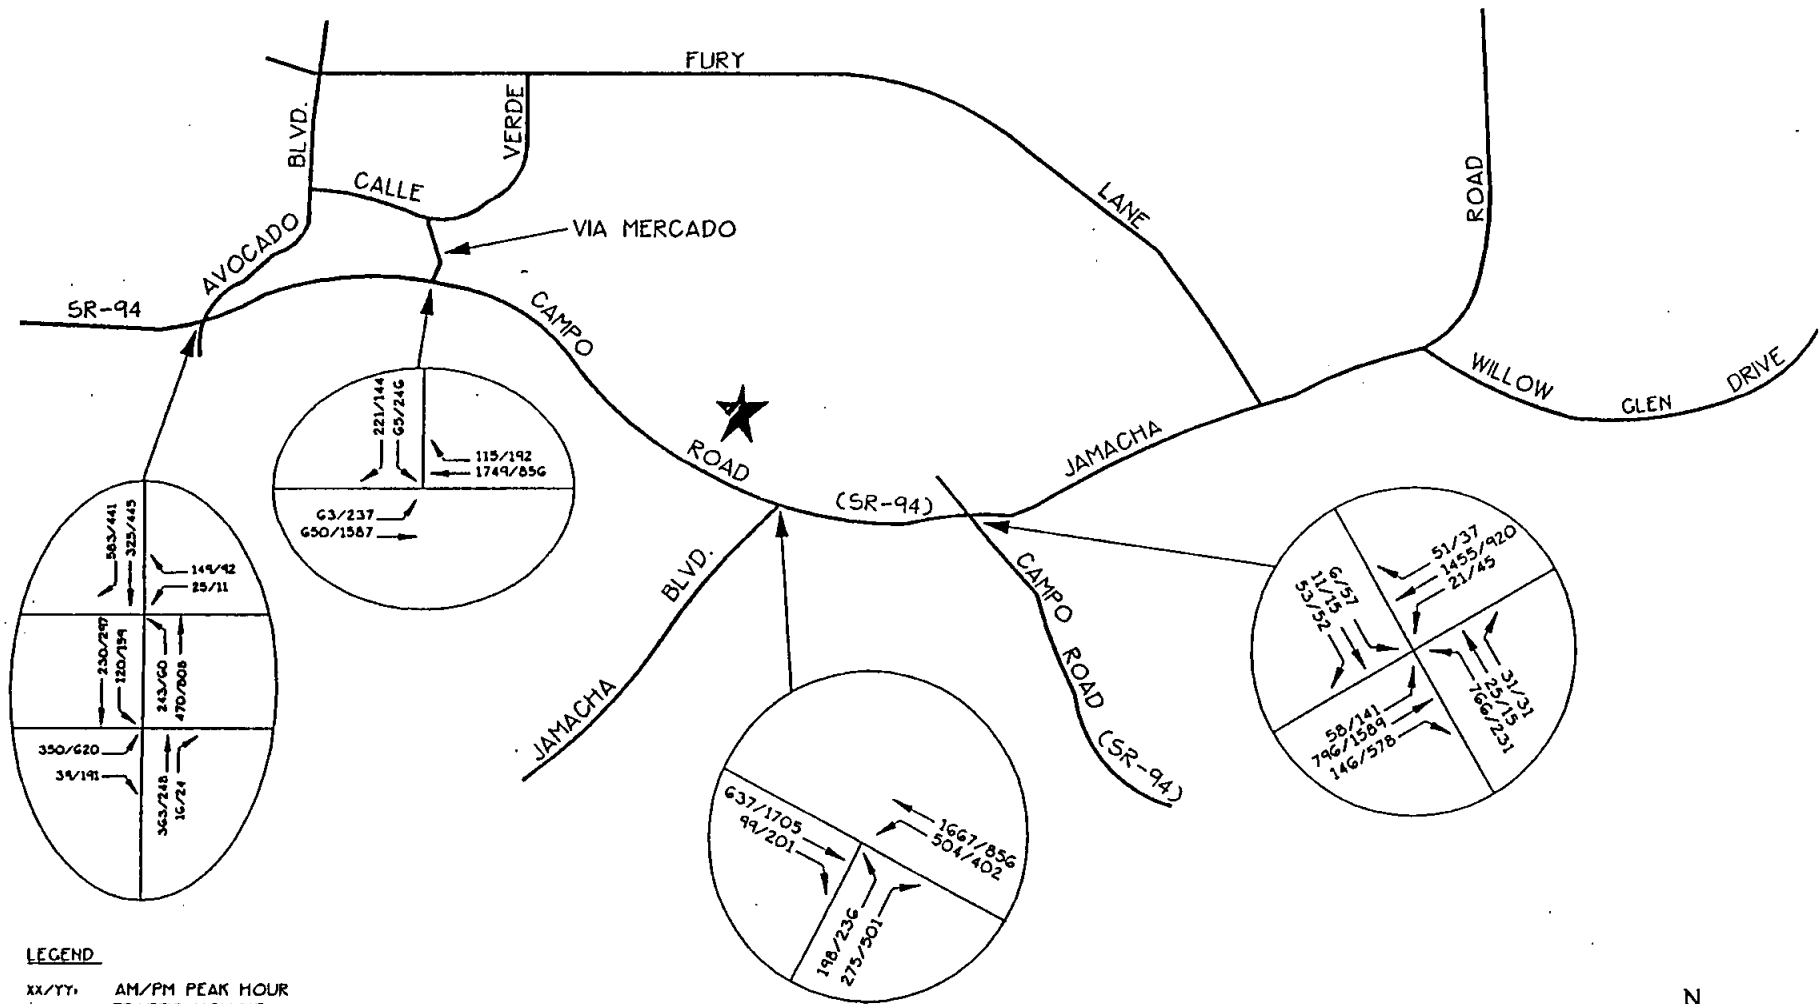 FURY
BLVD.
VERDE
CALLE
LANE
ROAD
AVOCADO
VIA MERCADO
SR-94
CAMPO
WILLOW
GLEN
DRIVE
ROAD
JAMACHA
(SR-94)
BLVD.
JAMACHA
CAMPO
ROAD
(SR-94)
221/144
65/246
115/192
1749/856
63/237
650/1587
583/441
325/445
149/92
25/11
230/297
120/159
243/60
470/808
350/620
39/191
363/248
16/24
637/1705
99/201
1667/856
504/402
198/236
275/501
51/37
1455/920
21/45
6/57
11/15
53/52
58/141
796/1589
146/578
31/31
25/15
766/231
LEGEND
XX/YY: AM/PM PEAK HOUR
N